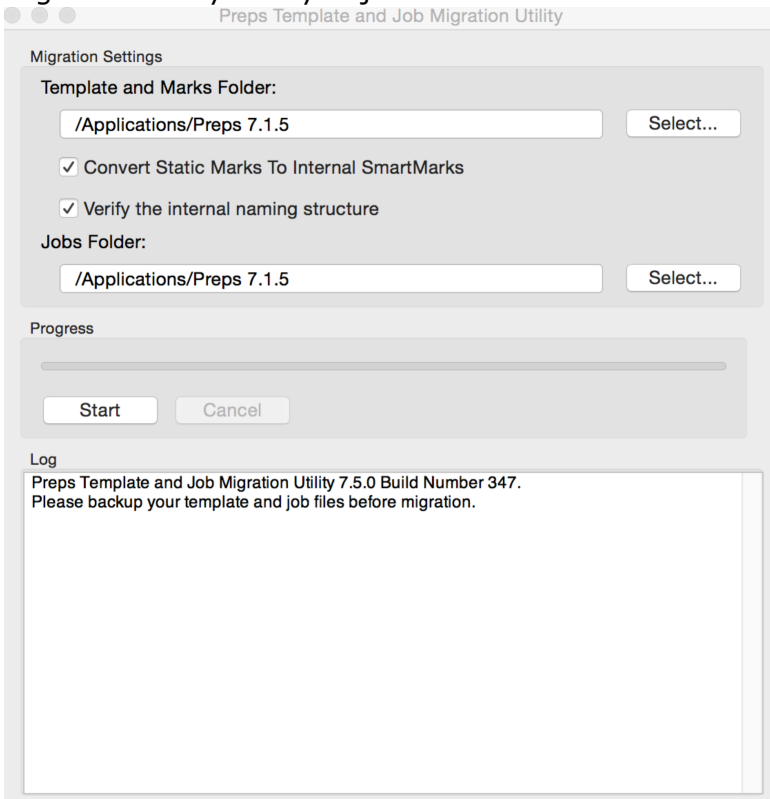 Preps Template and Job Migration Utility
Migration Settings
Template and Marks Folder:
/Applications/Preps 7.1.5
Select...
Convert Static Marks To Internal SmartMarks
Verify the internal naming structure
Jobs Folder:
/Applications/Preps 7.1.5
Select...
Progress
Start
Cancel
Log
Preps Template and Job Migration Utility 7.5.0 Build Number 347.
Please backup your template and job files before migration.